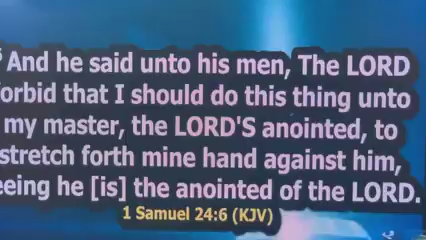 6 And he said unto his men, The LORD
orbid that I should do this thing unto
my master, the LORD'S anointed, to
stretch forth mine hand against him,
eeing he [is] the anointed of the LORD.
1 Samuel 24:6 (KJV)